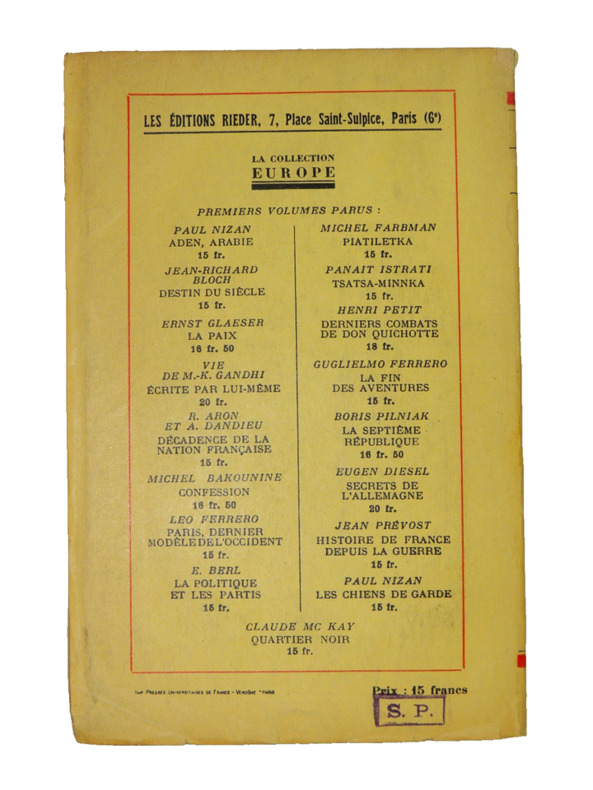 LES ÉDITIONS RIEDER, 7, Place Saint-Sulpice, Paris (6e)
LA COLLECTION
EUROPE
PREMIERS VOLUMES PARUS :
PAUL NIZAN
ADEN, ARABIE
15 fr.
JEAN-RICHARD
BLOCH
DESTIN DU SIÈCLE
15 fr.
ERNST GLAESER
LA PAIX
16 fr. 50
VIE
DE M.-K. GANDHI
ÉCRITE PAR LUI-MÊME
20 fr.
R. ARON
ET A. DANDIEU
DÉCADENCE DE LA
NATION FRANÇAISE
15 fr.
MICHEL BAKOUNINE
CONFESSION
16 fr. 50
LEO FERRERO
PARIS, DERNIER
MODÈLE DE L'OCCIDENT
15 fr.
E. BERL
LA POLITIQUE
ET LES PARTIS
15 fr.
MICHEL FARBMAN
PIATILETKA
15 fr.
PANAIT ISTRATI
TSATSA-MINNKA
15 fr.
HENRI PETIT
DERNIERS COMBATS
DE DON QUICHOTTE
18 fr.
GUGLIELMO FERRERO
LA FIN
DES AVENTURES
15 fr.
BORIS PILNIAK
LA SEPTIÈME
RÉPUBLIQUE
16 fr. 50
EUGEN DIESEL
SECRETS DE
L'ALLEMAGNE
20 fr.
JEAN PRÉVOST
HISTOIRE DE FRANCE
DEPUIS LA GUERRE
15 fr.
PAUL NIZAN
LES CHIENS DE GARDE
15 fr.
CLAUDE MC KAY
QUARTIER NOIR
15 fr.
IMP PRESSES UNIVERSITAIRES DE FRANCE - VENDÔME - PARIS
Prix : 15 francs
S. P.